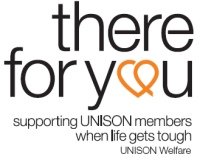 there
for you
supporting UNISON members
when life gets tough
UNISON Welfare